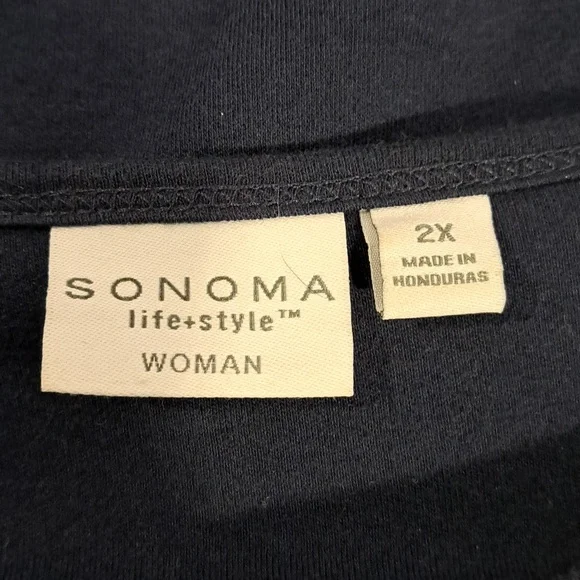 SONOMA
life+style™
WOMAN
2X
MADE IN
HONDURAS